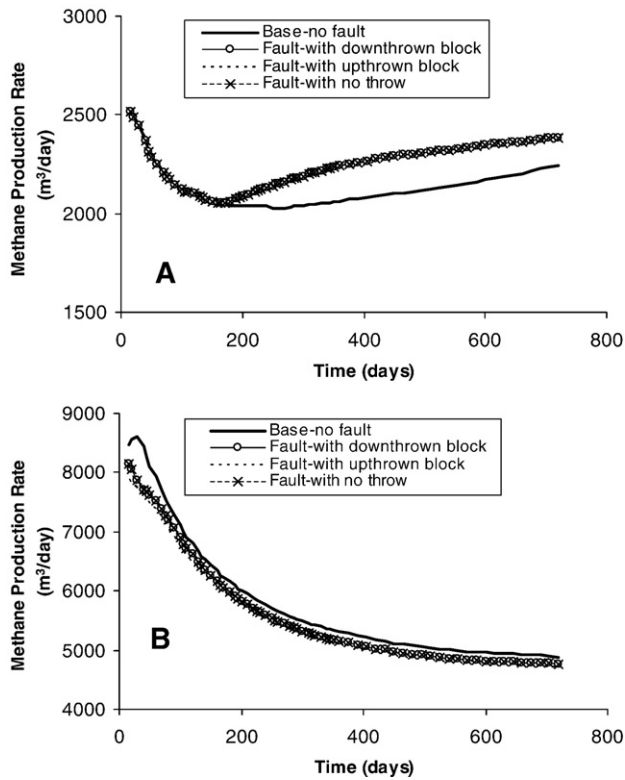 Base-no fault
Fault-with downthrown block
Fault-with upthrown block
Fault-with no throw
3000
2500
2000
1500
Methane Production Rate
(m³/day)
A
0 200 400 600 800
Time (days)
9000
8000
7000
6000
5000
4000
Methane Production Rate
(m³/day)
Base-no fault
Fault-with downthrown block
Fault-with upthrown block
Fault-with no throw
B
0 200 400 600 800
Time (days)